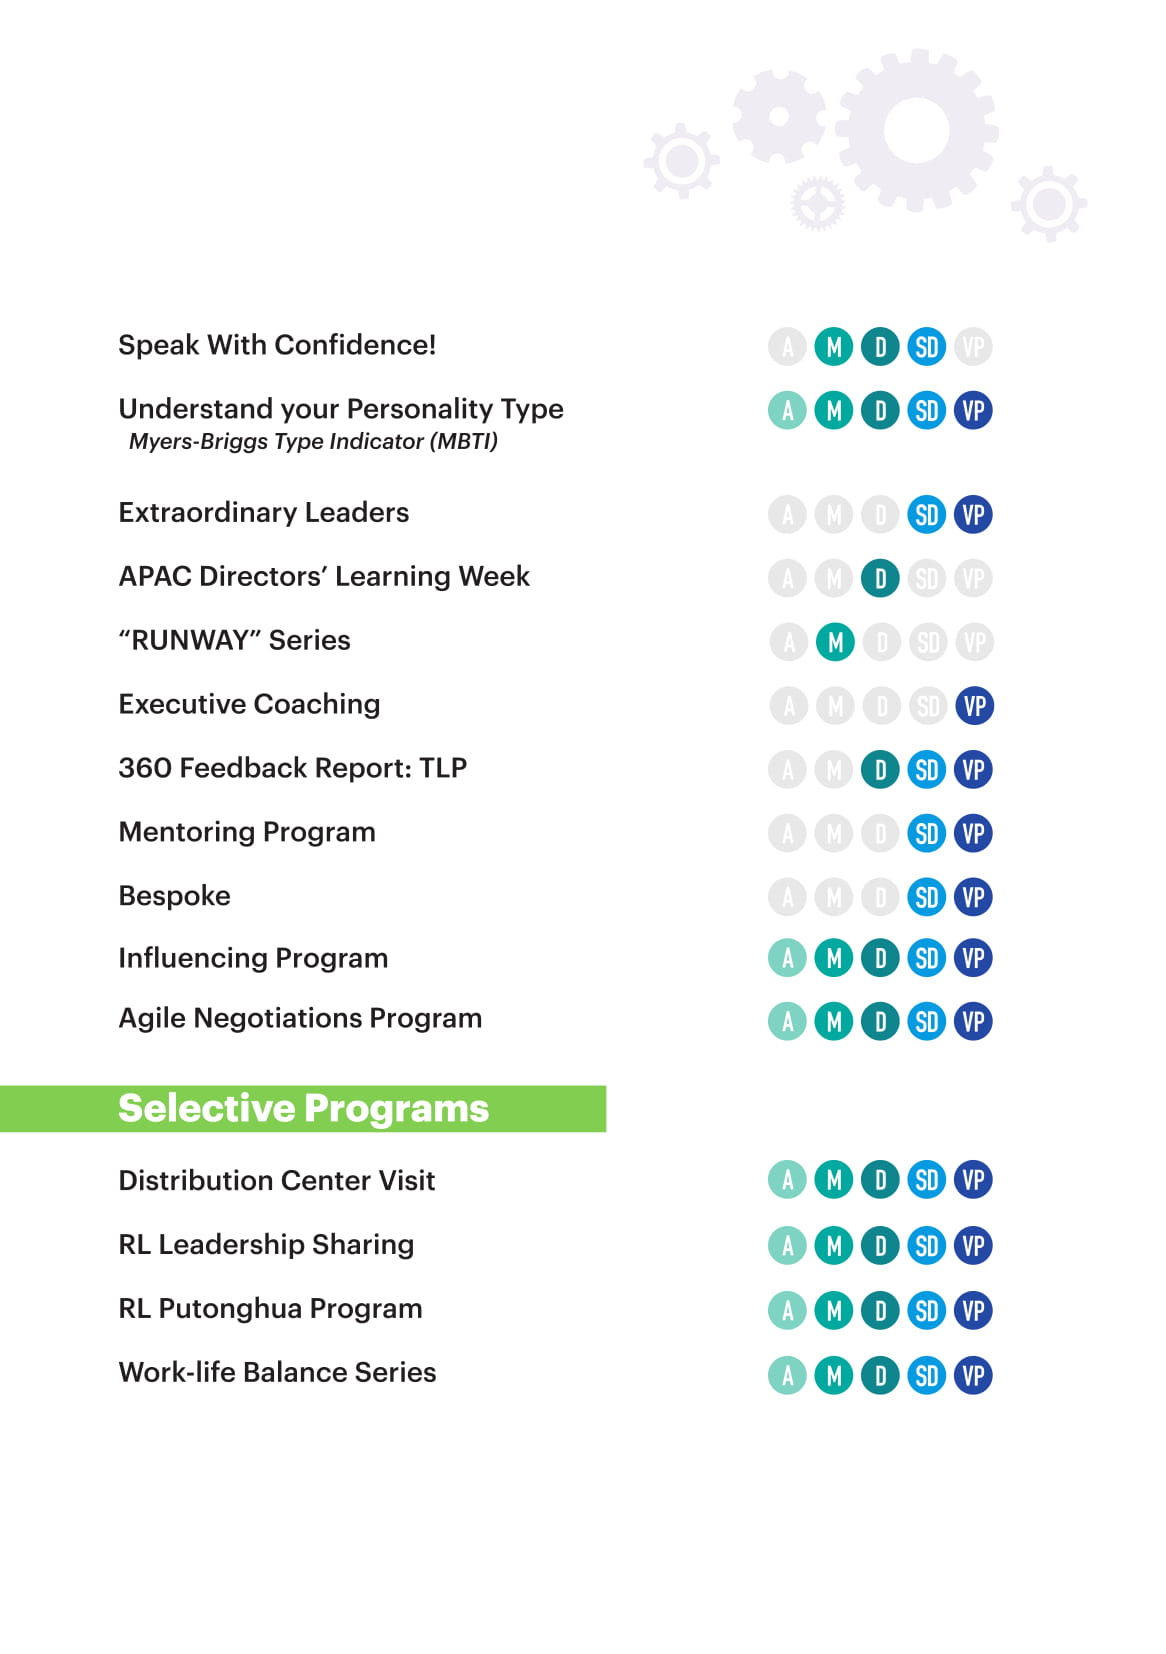 Speak With Confidence! A M D SD VP
Understand your Personality Type A M D SD VP
Myers-Briggs Type Indicator (MBTI)
Extraordinary Leaders A M D SD VP
APAC Directors’ Learning Week A M D SD VP
“RUNWAY” Series A M D SD VP
Executive Coaching A M D SD VP
360 Feedback Report: TLP A M D SD VP
Mentoring Program A M D SD VP
Bespoke A M D SD VP
Influencing Program A M D SD VP
Agile Negotiations Program A M D SD VP
Selective Programs
Distribution Center Visit A M D SD VP
RL Leadership Sharing A M D SD VP
RL Putonghua Program A M D SD VP
Work-life Balance Series A M D SD VP